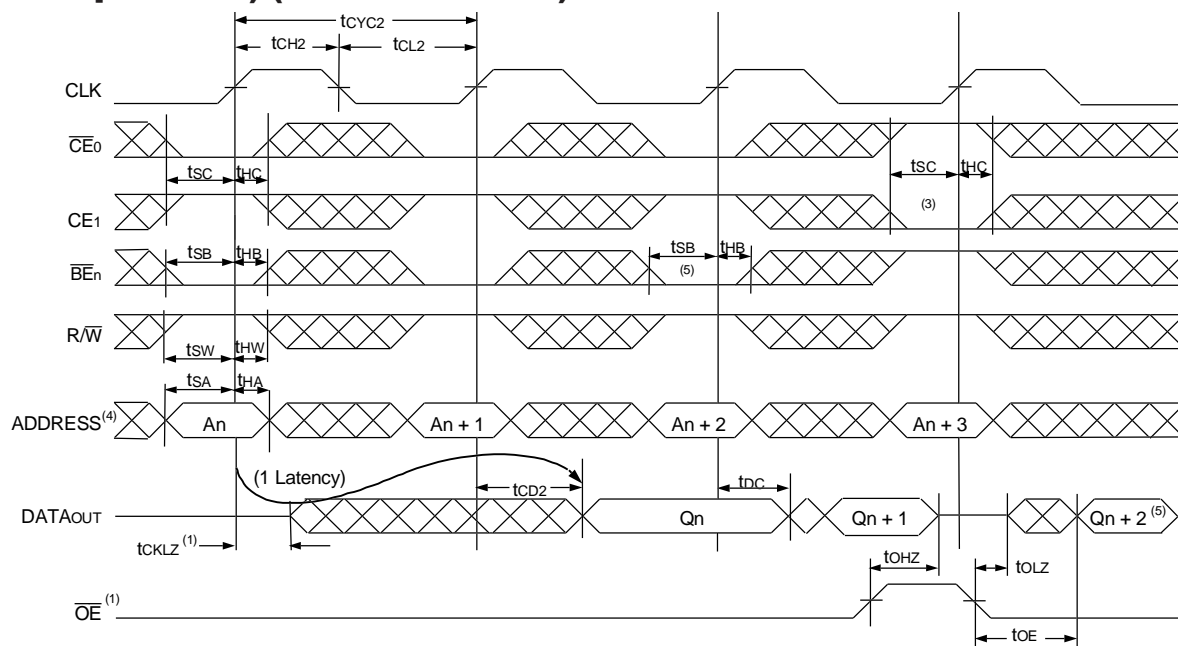 tCYC2
tCH2
tCL2
CLK
CE0
tSC
tHC
tSC
tHC
(3)
CE1
tSB
tHB
tSB
tHB
(5)
BEn
R/W
tSW
tHW
tSA
tHA
ADDRESS(4)
An
An + 1
An + 2
An + 3
(1 Latency)
tCD2
tDC
DATAOUT
Qn
Qn + 1
Qn + 2 (5)
tCKLZ (1)
tOHZ
tOLZ
OE (1)
tOE